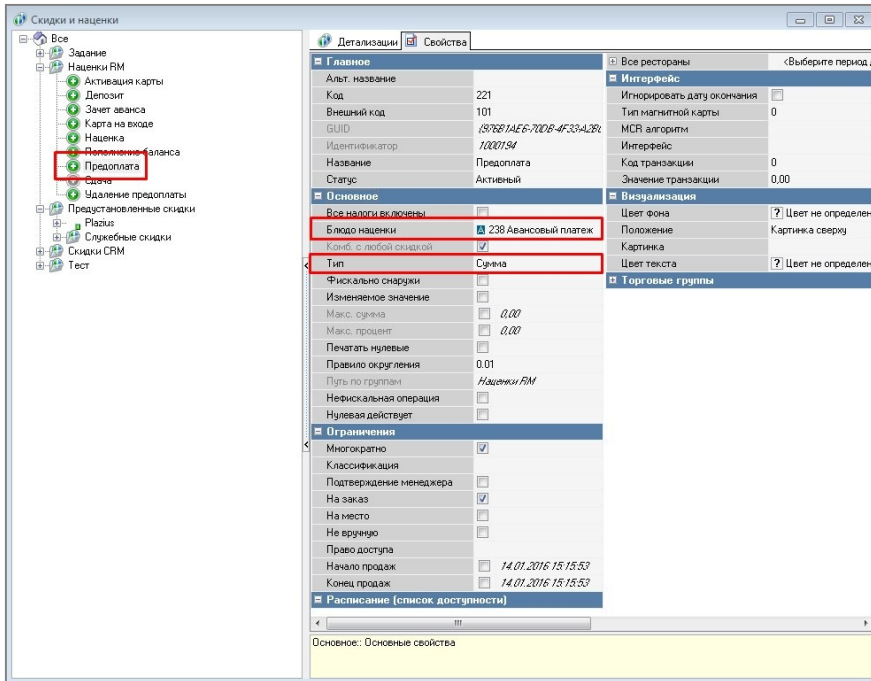 Скидки и наценки
Все
Задание
Наценки RM
Активация карты
Депозит
Зачет аванса
Карта на входе
Наценка
Пополнение баланса
Предоплата
Сдача
Удаление предоплаты
Предустановленные скидки
Plazius
Служебные скидки
Скидки CRM
Тест
Детализации Свойства
Главное
Альт. название
Код 221
Внешний код 101
GUID
Идентификатор 1000194
Название Предоплата
Статус Активный
Основное
Все налоги включены
Блюдо наценки 238 Авансовый платеж
Комб. с любой скидкой
Тип Сумма
Фискально снаружи
Изменяемое значение
Макс. сумма 0,00
Макс. процент 0,00
Печатать нулевые
Правило округления 0.01
Путь по группам Наценки RM
Нефискальная операция
Нулевая действует
Ограничения
Многократно
Классификация
Подтверждение менеджера
На заказ
На место
Не вручную
Право доступа
Начало продаж 14.01.2016 15:15:53
Конец продаж 14.01.2016 15:15:53
Расписание (список доступности)
Все рестораны <Выберите период
Интерфейс
Игнорировать дату окончания
Тип магнитной карты 0
MCR алгоритм
Интерфейс
Код транзакции 0
Значение транзакции 0,00
Визуализация
Цвет фона ? Цвет не определен
Положение Картинка сверху
Картинка
Цвет текста ? Цвет не определен
Торговые группы
Основное:: Основные свойства